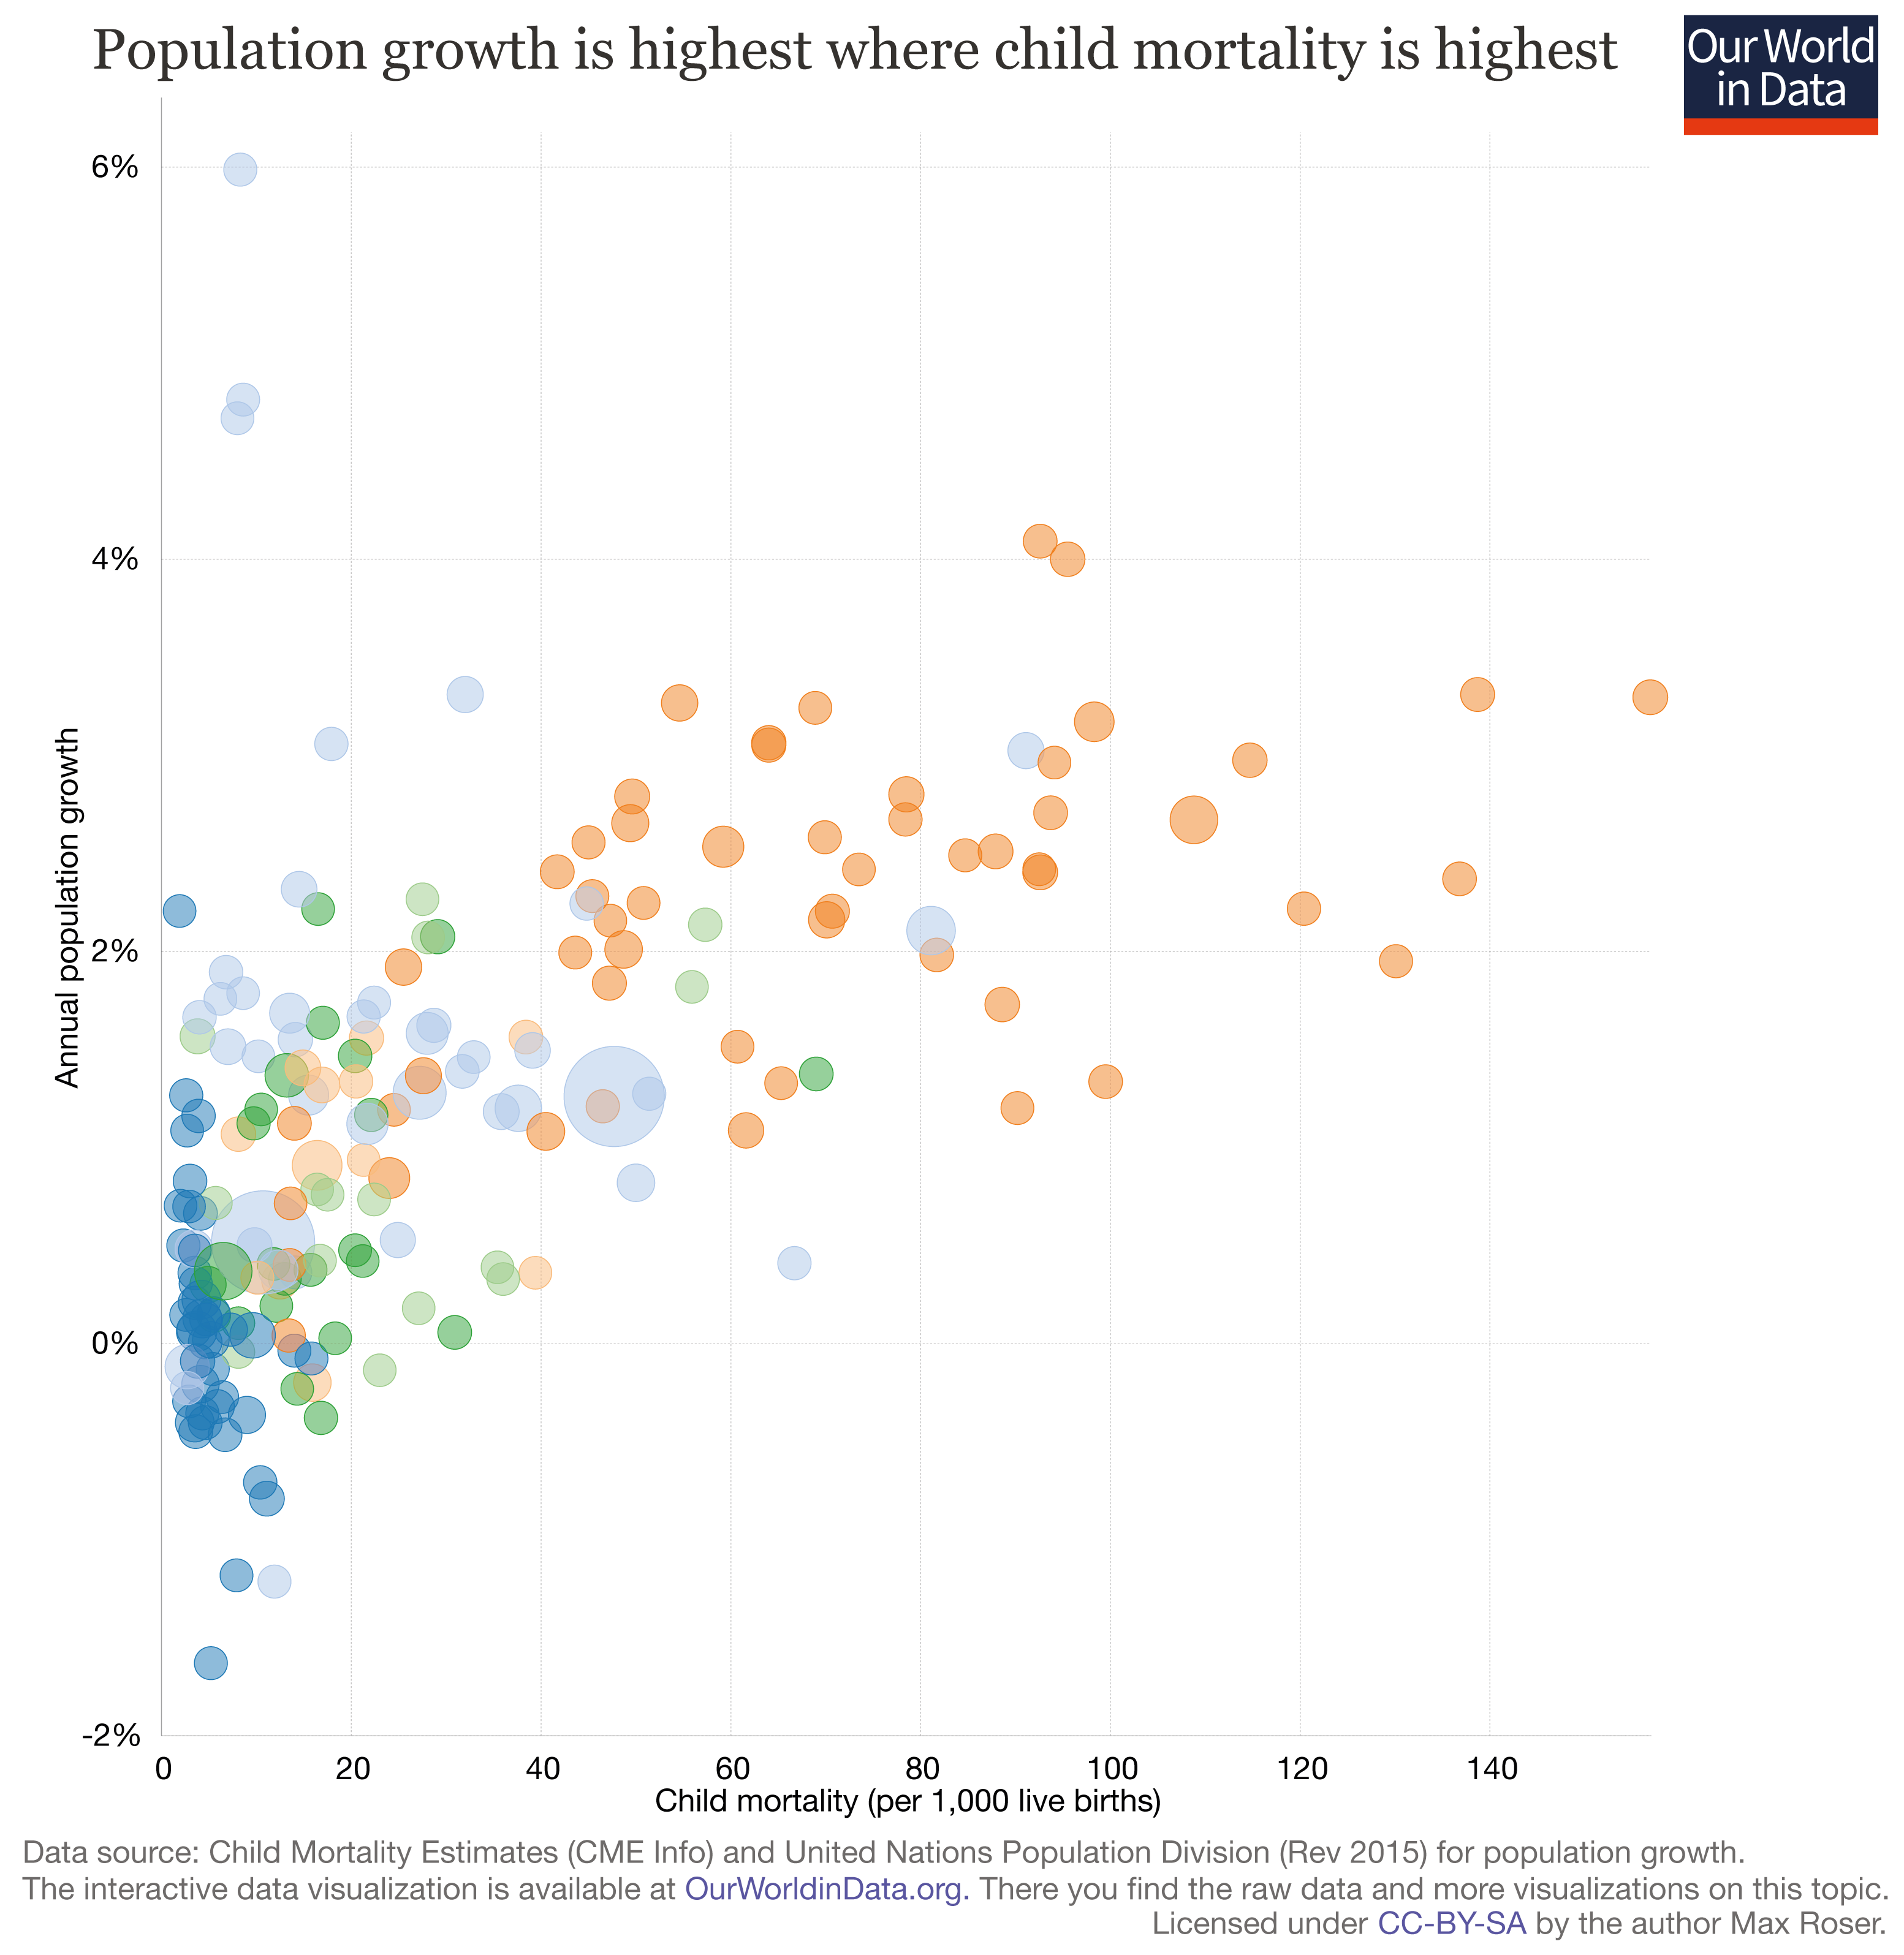 Population growth is highest where child mortality is highest
Our World
in Data
6%
4%
2%
0%
-2%
Annual population growth
0 20 40 60 80 100 120 140
Child mortality (per 1,000 live births)
Data source: Child Mortality Estimates (CME Info) and United Nations Population Division (Rev 2015) for population growth.
The interactive data visualization is available at OurWorldinData.org. There you find the raw data and more visualizations on this topic.
Licensed under CC-BY-SA by the author Max Roser.